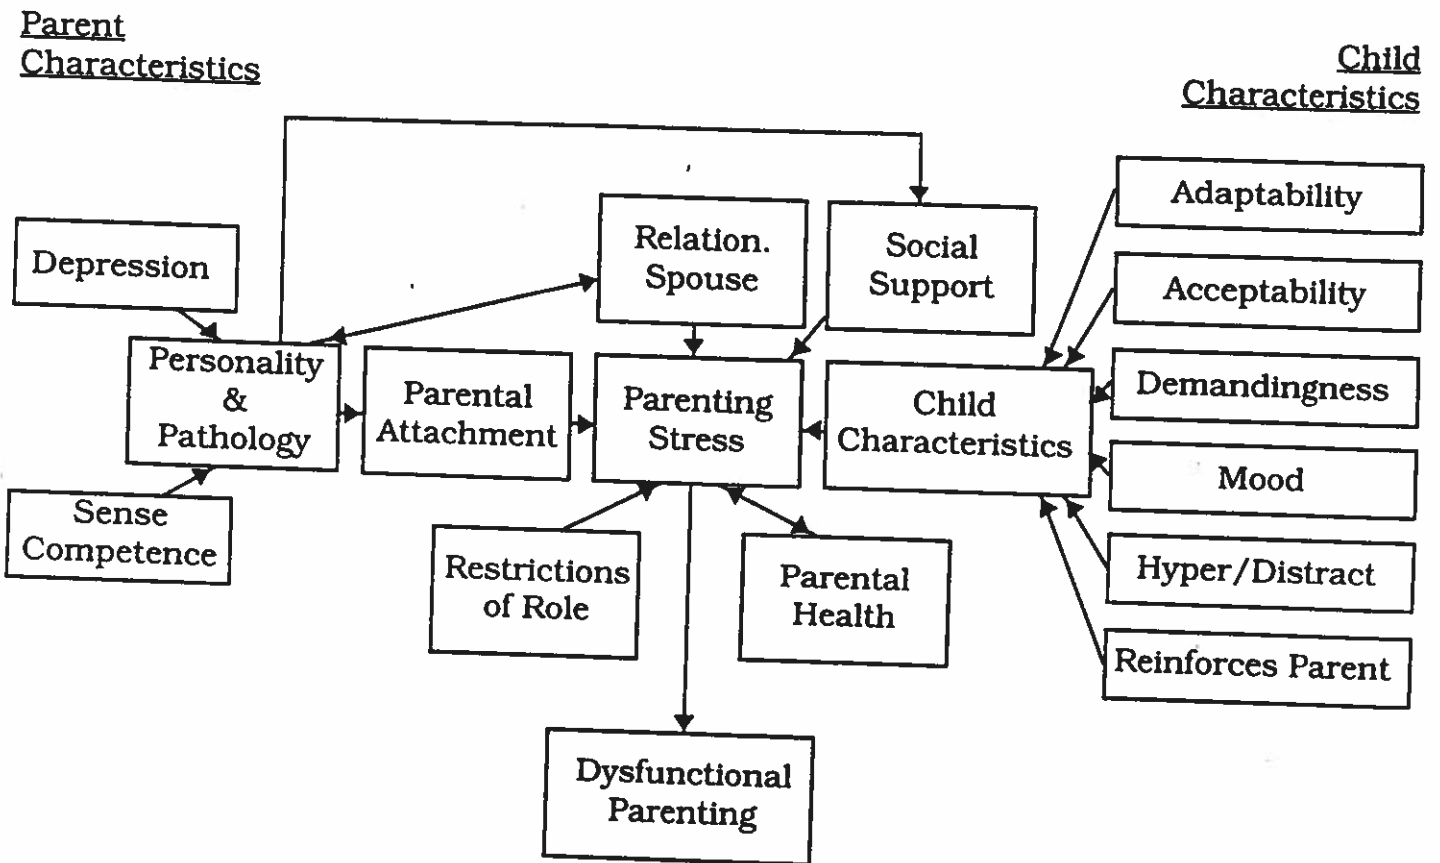 Parent
Characteristics
Child
Characteristics
Adaptability
Depression
Relation.
Spouse
Social
Support
Acceptability
Personality
&
Pathology
Parental
Attachment
Parenting
Stress
Child
Characteristics
Demandingness
Mood
Sense
Competence
Restrictions
of Role
Parental
Health
Hyper/Distract
Reinforces Parent
Dysfunctional
Parenting